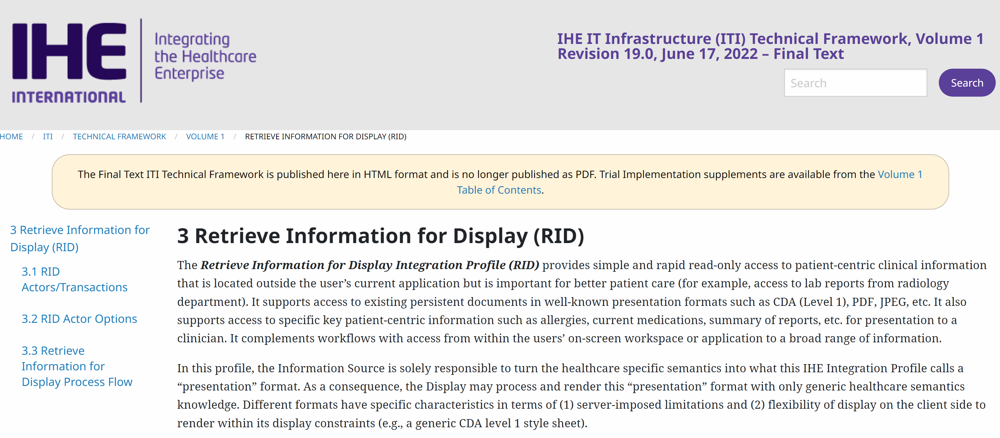 IHE
INTERNATIONAL
Integrating
the Healthcare
Enterprise
IHE IT Infrastructure (ITI) Technical Framework, Volume 1
Revision 19.0, June 17, 2022 – Final Text
Search
Search
HOME / ITI / TECHNICAL FRAMEWORK / VOLUME 1 / RETRIEVE INFORMATION FOR DISPLAY (RID)
The Final Text ITI Technical Framework is published here in HTML format and is no longer published as PDF. Trial Implementation supplements are available from the Volume 1
Table of Contents.
3 Retrieve Information for
Display (RID)
3.1 RID
Actors/Transactions
3.2 RID Actor Options
3.3 Retrieve
Information for
Display Process Flow
3 Retrieve Information for Display (RID)
The Retrieve Information for Display Integration Profile (RID) provides simple and rapid read-only access to patient-centric clinical information
that is located outside the user’s current application but is important for better patient care (for example, access to lab reports from radiology
department). It supports access to existing persistent documents in well-known presentation formats such as CDA (Level 1), PDF, JPEG, etc. It also
supports access to specific key patient-centric information such as allergies, current medications, summary of reports, etc. for presentation to a
clinician. It complements workflows with access from within the users’ on-screen workspace or application to a broad range of information.
In this profile, the Information Source is solely responsible to turn the healthcare specific semantics into what this IHE Integration Profile calls a
“presentation” format. As a consequence, the Display may process and render this “presentation” format with only generic healthcare semantics
knowledge. Different formats have specific characteristics in terms of (1) server-imposed limitations and (2) flexibility of display on the client side to
render within its display constraints (e.g., a generic CDA level 1 style sheet).